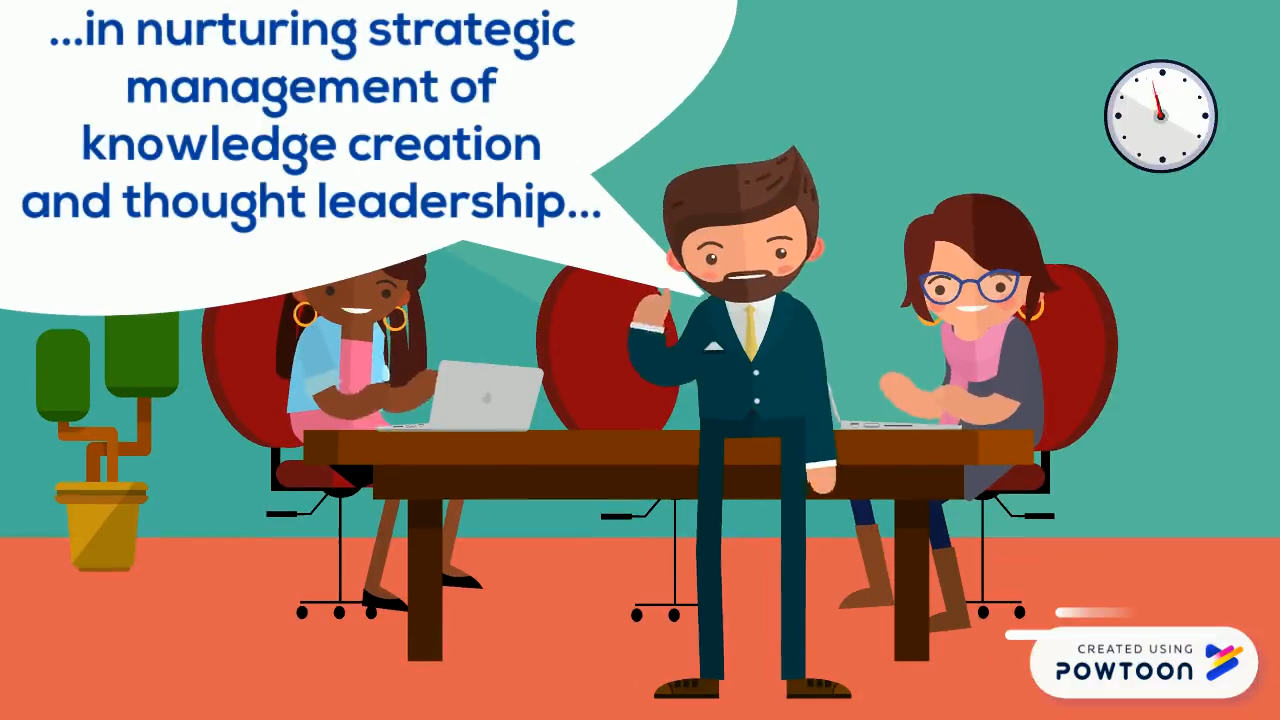 ...in nurturing strategic
management of
knowledge creation
and thought leadership...
CREATED USING
POWTOON